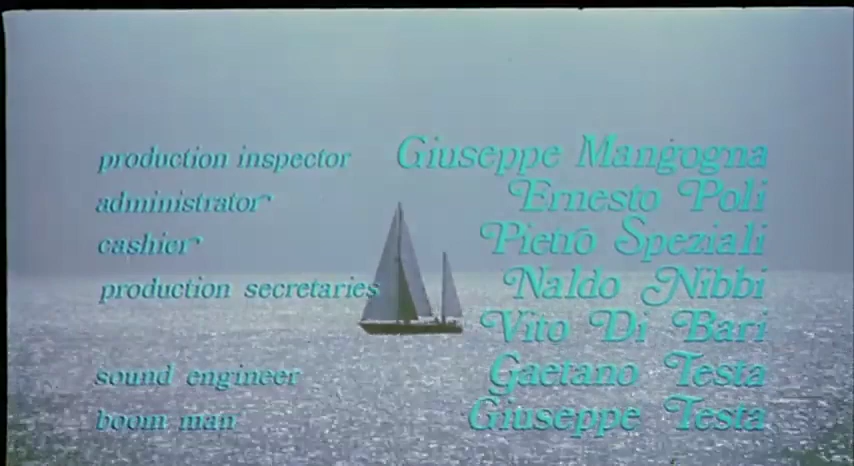 production inspector Giuseppe Mangogna
administrator Ernesto Poli
cashier Pietro Speziali
production secretaries Naldo Nibbi
Vito Di Bari
sound engineer Gaetano Testa
boom man Giuseppe Testa